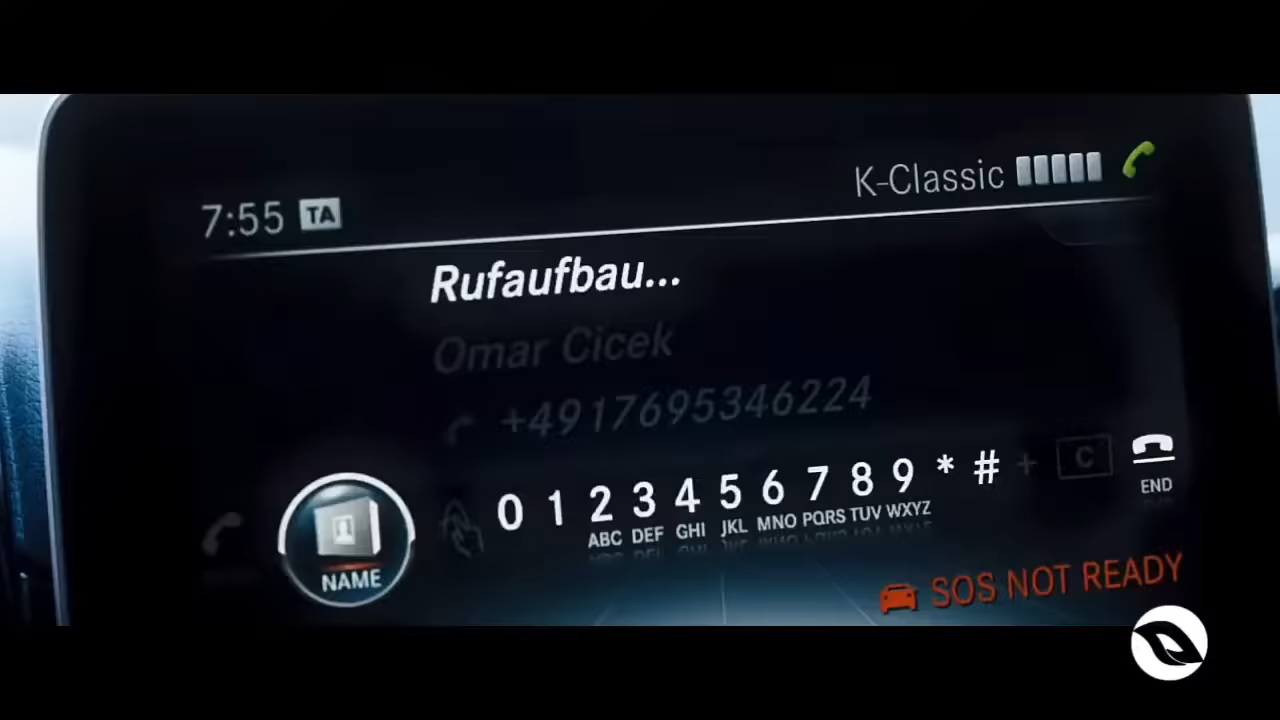 7:55 TA K-Classic
Rufaufbau...
Omar Cicek
+4917695346224
0 1 2 3 4 5 6 7 8 9 * # + C
ABC DEF GHI JKL MNO PQRS TUV WXYZ
END
NAME
SOS NOT READY